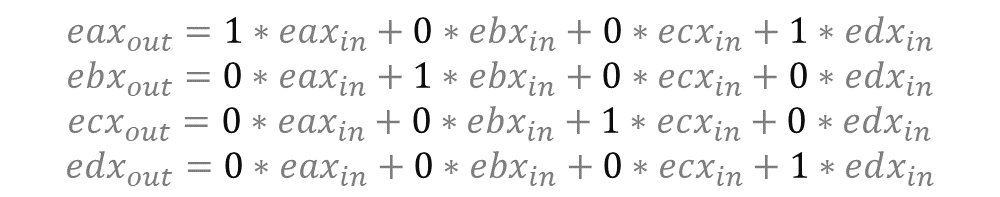 eax_out = 1 * eax_in + 0 * ebx_in + 0 * ecx_in + 1 * edx_in
ebx_out = 0 * eax_in + 1 * ebx_in + 0 * ecx_in + 0 * edx_in
ecx_out = 0 * eax_in + 0 * ebx_in + 1 * ecx_in + 0 * edx_in
edx_out = 0 * eax_in + 0 * ebx_in + 0 * ecx_in + 1 * edx_in